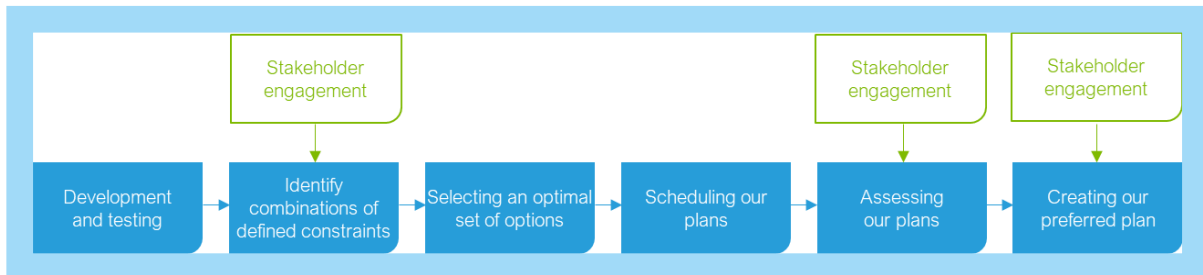 Stakeholder
engagement
Stakeholder
engagement
Stakeholder
engagement
Development
and testing
Identify
combinations of
defined constraints
Selecting an optimal
set of options
Scheduling our
plans
Assessing
our plans
Creating our
preferred plan